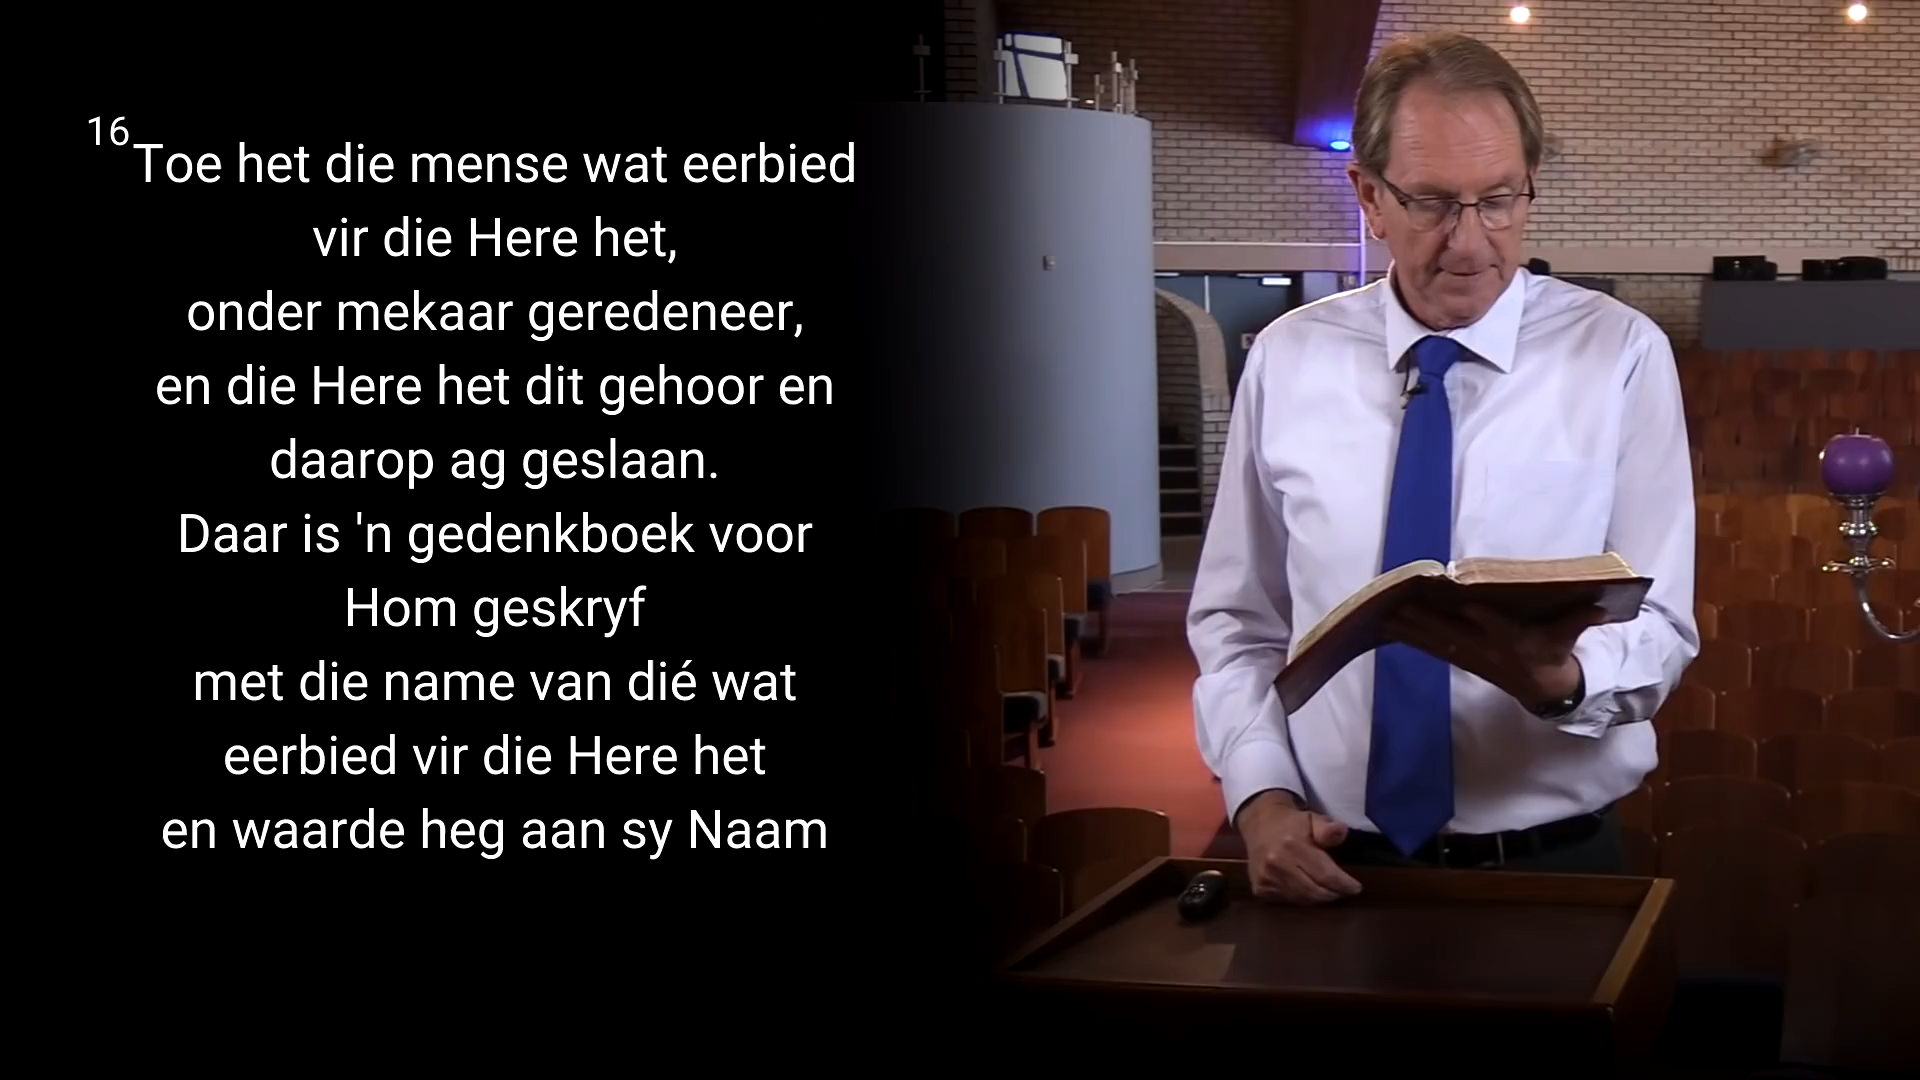 16 Toe het die mense wat eerbied
vir die Here het,
onder mekaar geredeneer,
en die Here het dit gehoor en
daarop ag geslaan.
Daar is 'n gedenkboek voor
Hom geskryf
met die name van dié wat
eerbied vir die Here het
en waarde heg aan sy Naam